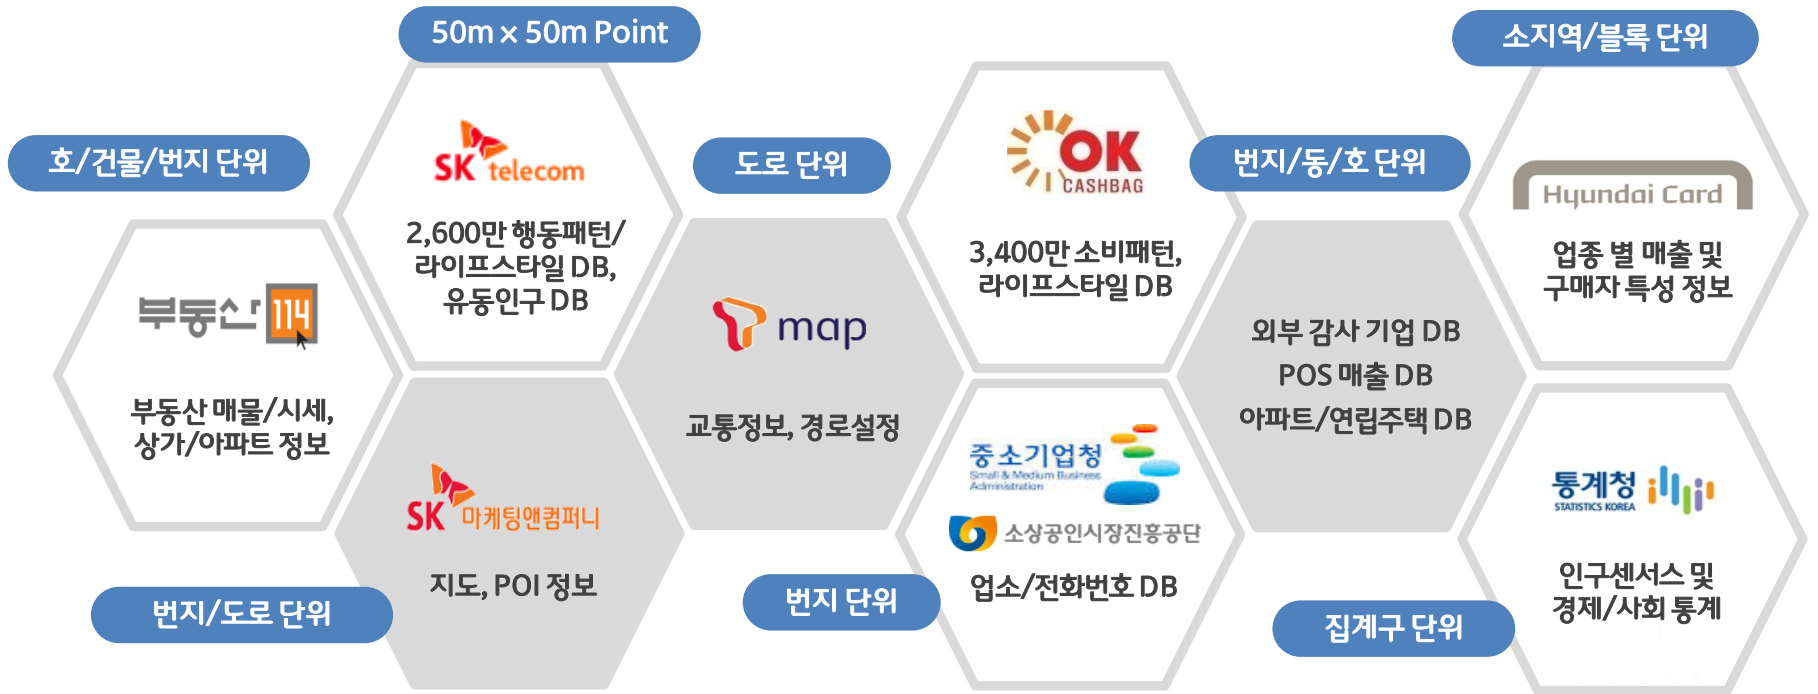 50m x 50m Point
SK telecom
2,600만 행동패턴/
라이프스타일 DB,
유동인구 DB
호/건물/번지 단위
부동산 114
부동산 매물/시세,
상가/아파트 정보
SK 마케팅앤컴퍼니
지도, POI 정보
번지/도로 단위
도로 단위
T map
교통정보, 경로설정
OK
CASHBAG
3,400만 소비패턴,
라이프스타일 DB
중소기업청
Small & Medium Business
Administration
소상공인시장진흥공단
업소/전화번호 DB
번지 단위
번지/동/호 단위
외부 감사 기업 DB
POS 매출 DB
아파트/연립주택 DB
소지역/블록 단위
Hyundai Card
업종 별 매출 및
구매자 특성 정보
통계청
STATISTICS KOREA
인구센서스 및
경제/사회 통계
집계구 단위